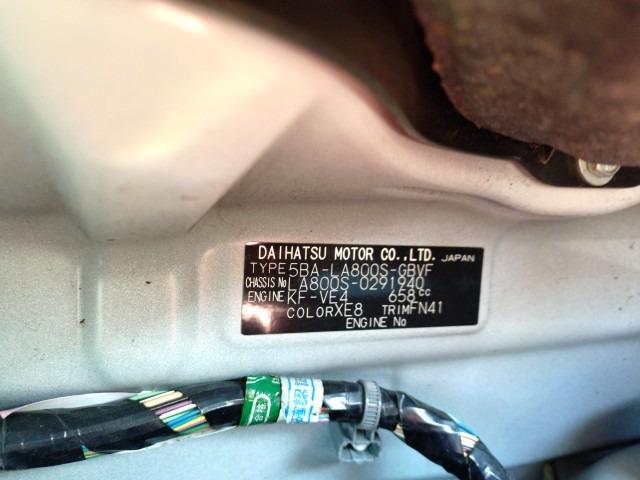 DAIHATSU MOTOR CO.,LTD. JAPAN
TYPE 5BA-LA800S-GBVF
CHASSIS No LA800S-0291940
ENGINE KF-VE4 658cc
COLOR XE8 TRIM FN41
ENGINE No